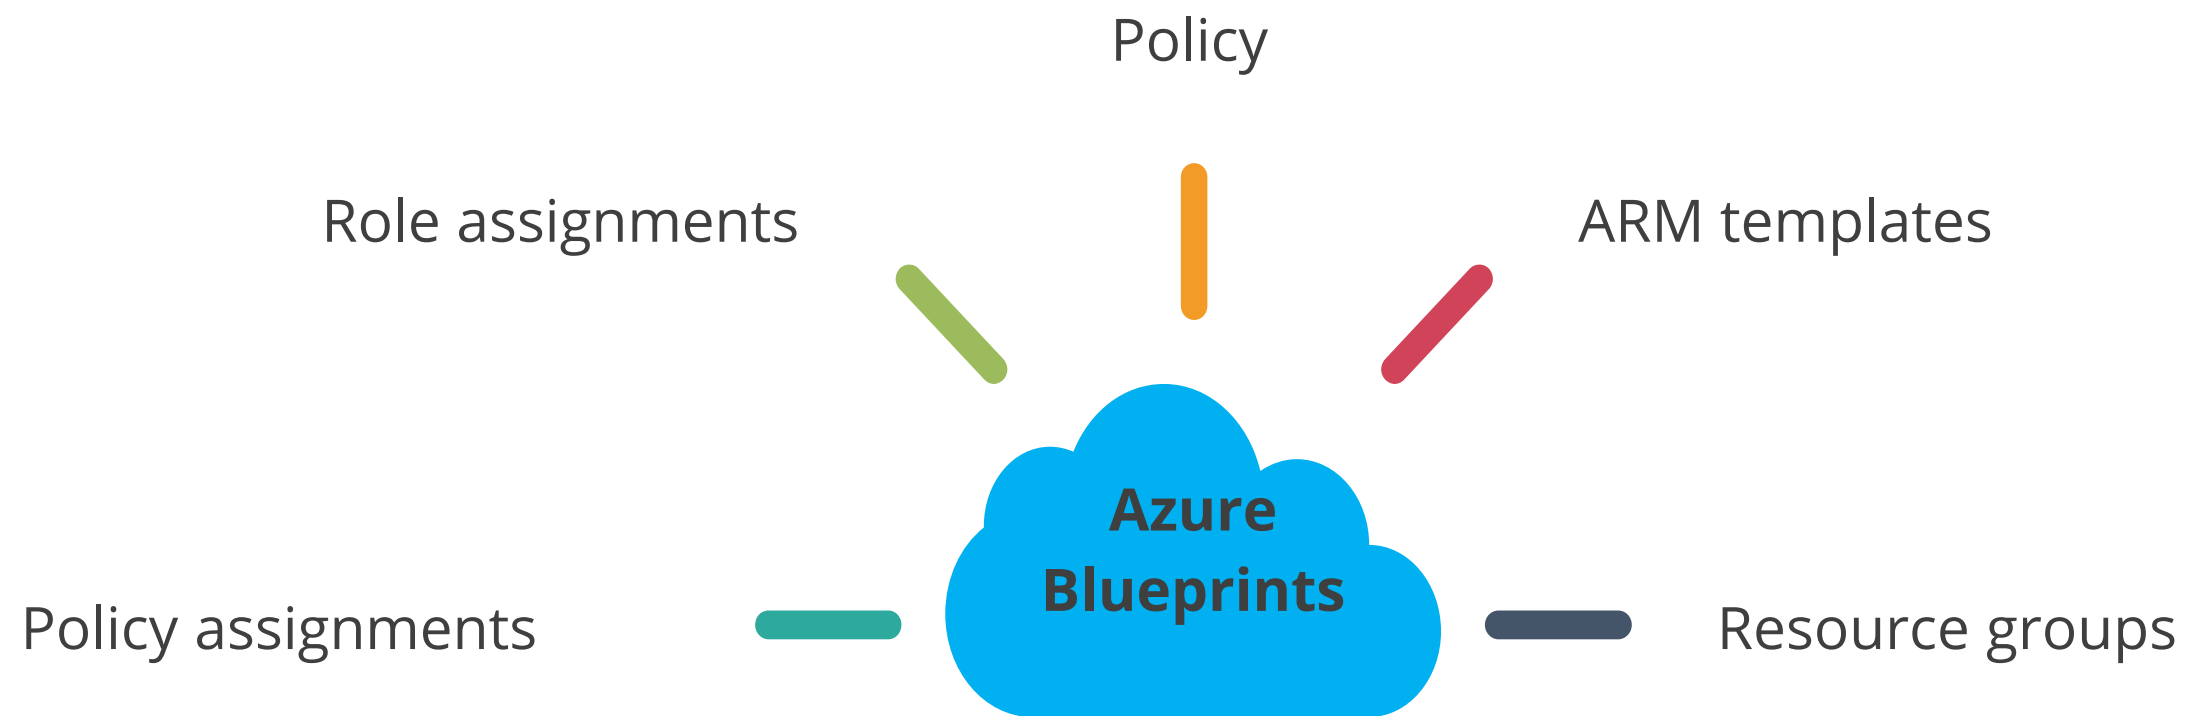 Policy
Role assignments
ARM templates
Azure
Blueprints
Policy assignments
Resource groups